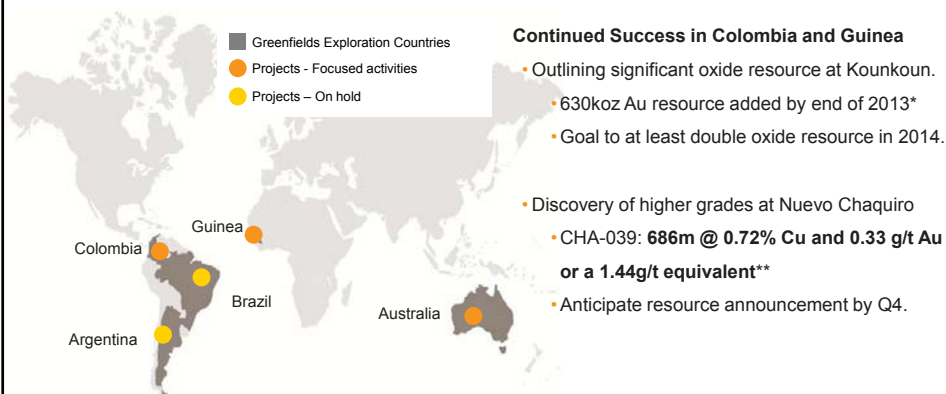 Greenfields Exploration Countries
Projects - Focused activities
Projects – On hold
Guinea
Colombia
Brazil
Australia
Argentina
Continued Success in Colombia and Guinea
• Outlining significant oxide resource at Kounkoun.
• 630koz Au resource added by end of 2013*
• Goal to at least double oxide resource in 2014.
• Discovery of higher grades at Nuevo Chaquiro
• CHA-039: 686m @ 0.72% Cu and 0.33 g/t Au
or a 1.44g/t equivalent**
• Anticipate resource announcement by Q4.